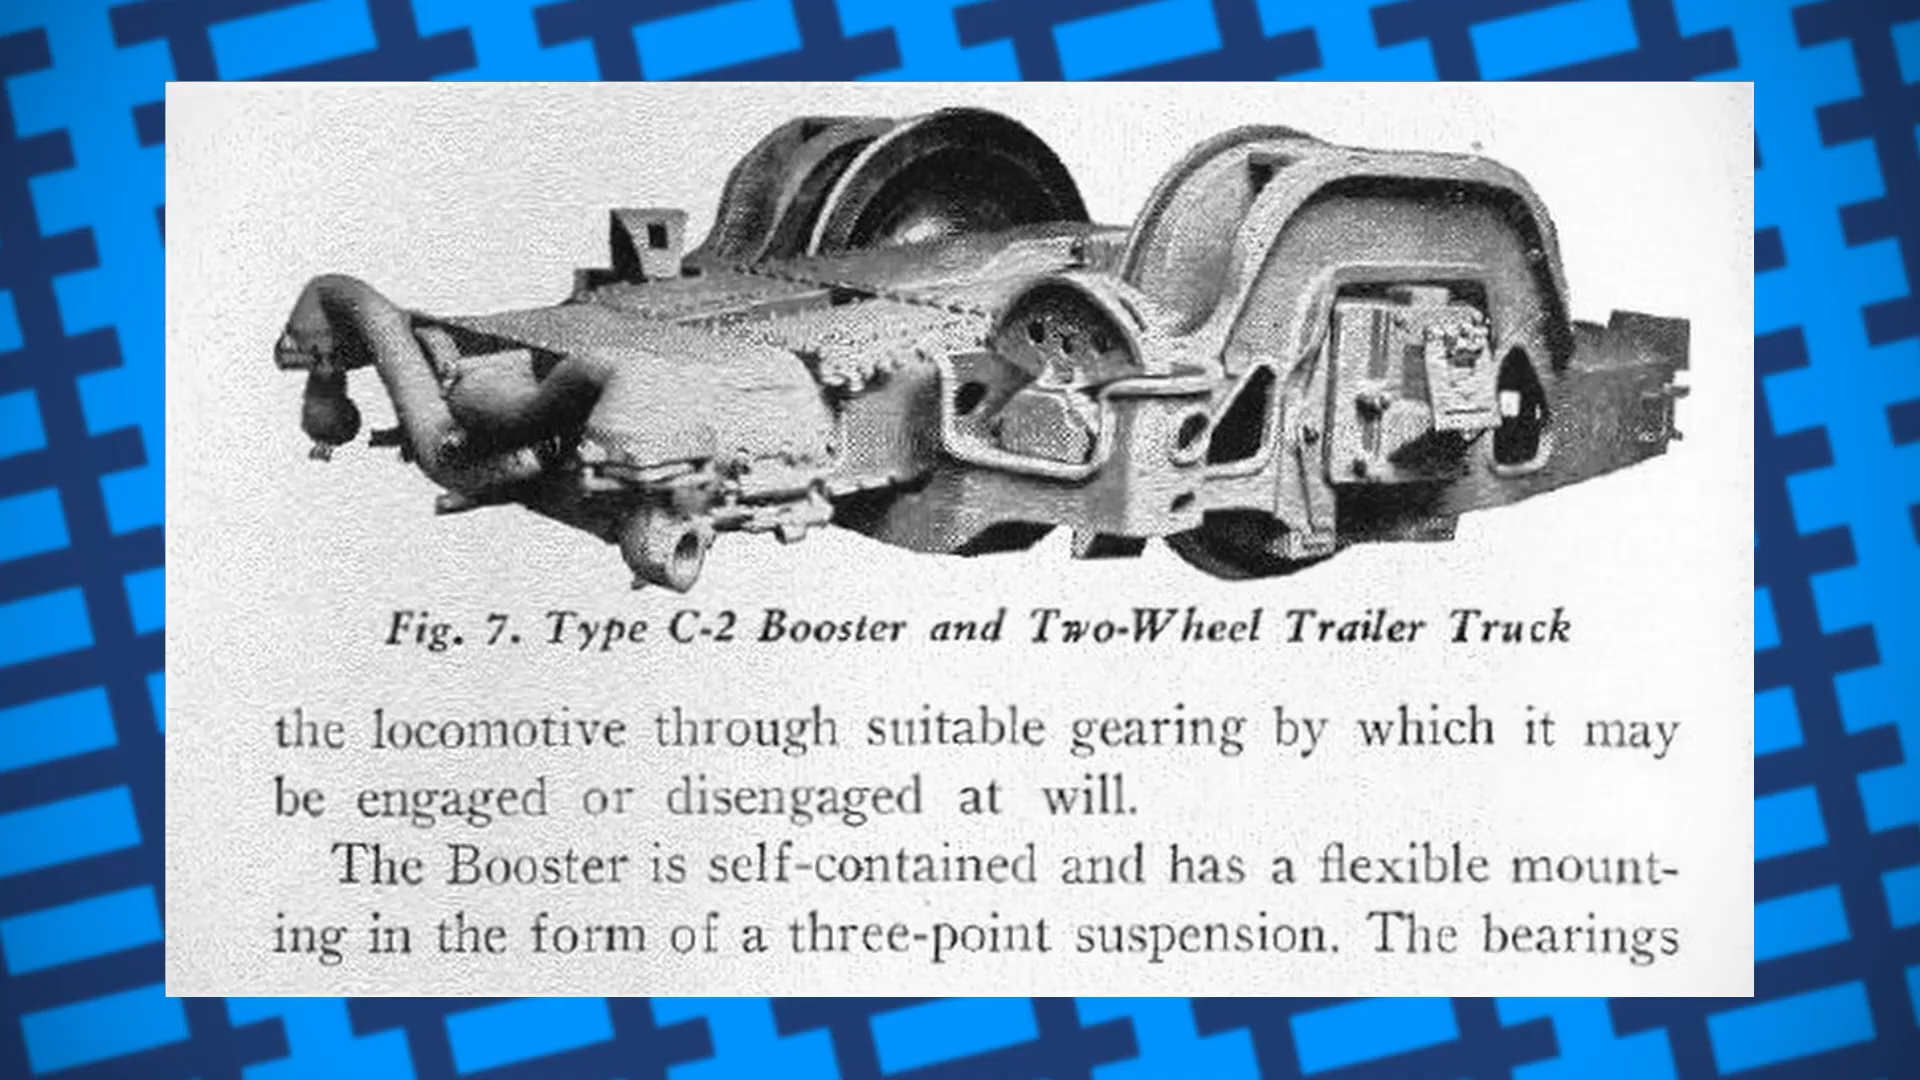 Fig. 7. Type C-2 Booster and Two-Wheel Trailer Truck
the locomotive through suitable gearing by which it may
be engaged or disengaged at will.
The Booster is self-contained and has a flexible mount-
ing in the form of a three-point suspension. The bearings